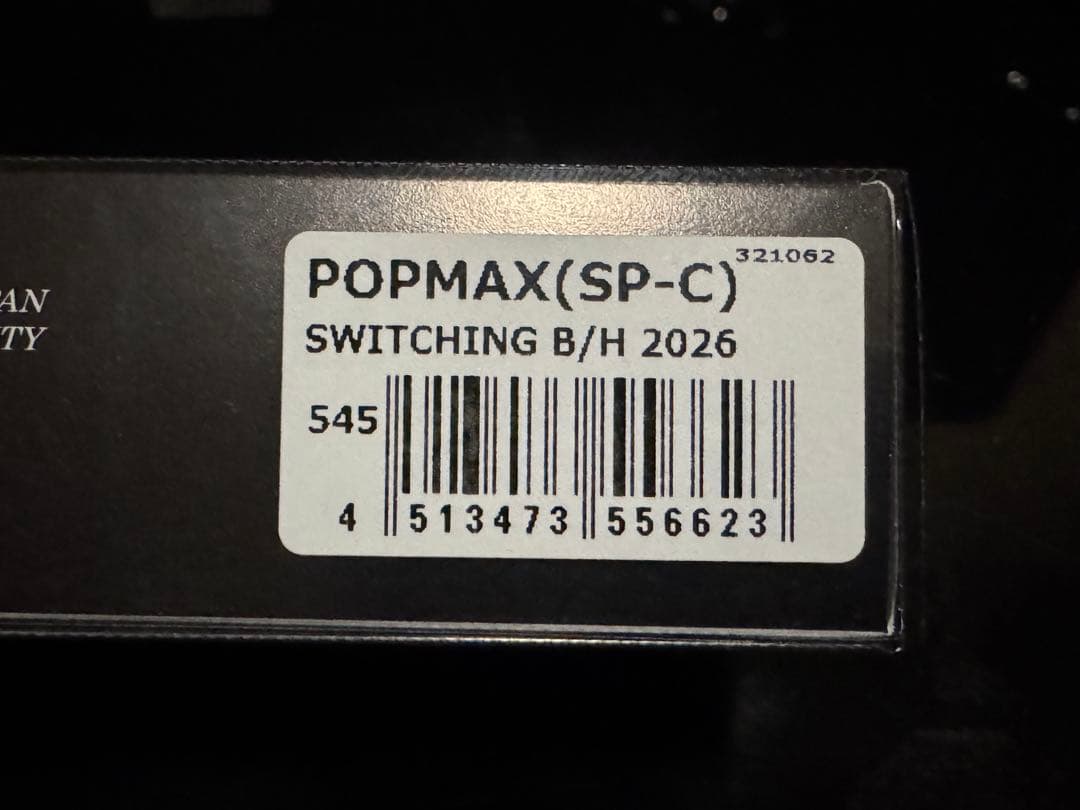 POPMAX(SP-C)
321062
SWITCHING B/H 2026
545
4 513473 556623